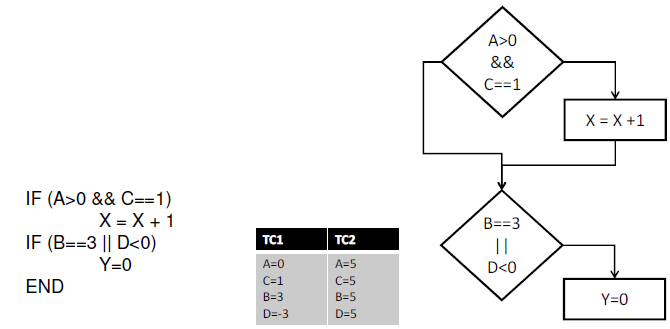 IF (A>0 && C==1)
X = X + 1
IF (B==3 || D<0)
Y=0
END
TC1 TC2
A=0 A=5
C=1 C=5
B=3 B=5
D=-3 D=5
A>0
&&
C==1
X = X +1
B==3
||
D<0
Y=0